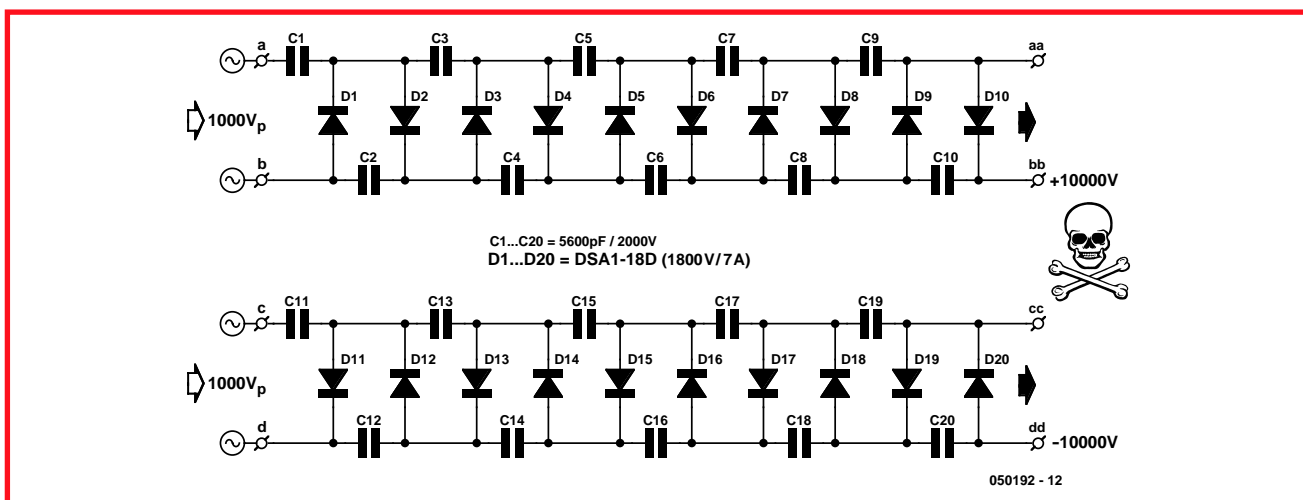 C1 C3 C5 C7 C9
a aa
D1 D2 D3 D4 D5 D6 D7 D8 D9 D10
1000Vp
b C2 C4 C6 C8 C10 bb
+10000V
C1...C20 = 5600pF / 2000V
D1...D20 = DSA1-18D (1800V/7A)
C11 C13 C15 C17 C19
c cc
D11 D12 D13 D14 D15 D16 D17 D18 D19 D20
1000Vp
d C12 C14 C16 C18 C20 dd
-10000V
050192 - 12